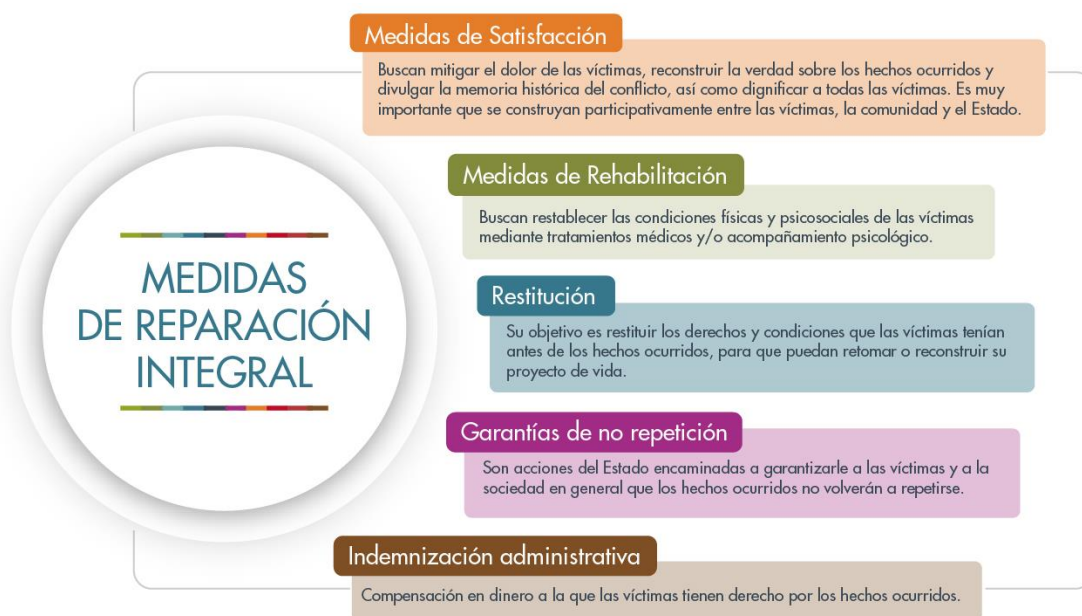 MEDIDAS
DE REPARACIÓN
INTEGRAL
Medidas de Satisfacción
Buscan mitigar el dolor de las víctimas, reconstruir la verdad sobre los hechos ocurridos y
divulgar la memoria histórica del conflicto, así como dignificar a todas las víctimas. Es muy
importante que se construyan participativamente entre las víctimas, la comunidad y el Estado.
Medidas de Rehabilitación
Buscan restablecer las condiciones físicas y psicosociales de las víctimas
mediante tratamientos médicos y/o acompañamiento psicológico.
Restitución
Su objetivo es restituir los derechos y condiciones que las víctimas tenían
antes de los hechos ocurridos, para que puedan retomar o reconstruir su
proyecto de vida.
Garantías de no repetición
Son acciones del Estado encaminadas a garantizarle a las víctimas y a la
sociedad en general que los hechos ocurridos no volverán a repetirse.
Indemnización administrativa
Compensación en dinero a la que las víctimas tienen derecho por los hechos ocurridos.